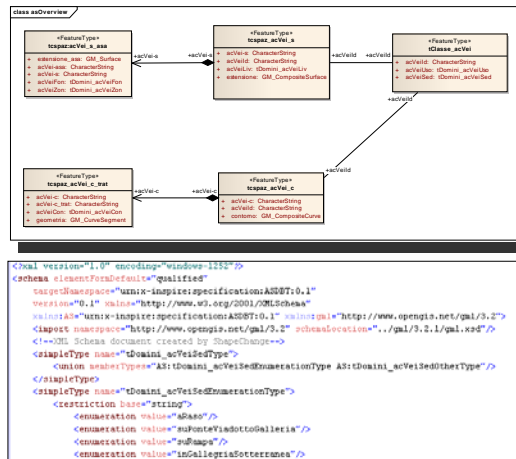 class asOverview
«FeatureType»
tcspaz:acVei_s_asa
+ estensione_asa: GM_Surface
+ acVei-asa: CharacterString
+ acVei-s: CharacterString
+ acVeiFon: tDomini_acVeiFon
+ acVeiZon: tDomini_acVeiZon
+acVei-s
+acVei-s
«FeatureType»
tcspaz_acVei_s
+ acVei-s: CharacterString
+ acVeiId: CharacterString
+ acVeiLiv: tDomini_acVeiLiv
+ estensione: GM_CompositeSurface
+acVeiId
+acVeiId
«FeatureType»
tClasse_acVei
+ acVeiId: CharacterString
+ acVeiUso: tDomini_acVeiUso
+ acVeiSed: tDomini_acVeiSed
+acVeiId
+acVeiId
«FeatureType»
tcspaz_acVei_c_trat
+ acVei-c: CharacterString
+ acVei-c_trat: CharacterString
+ acVeiCon: tDomini_acVeiCon
+ geometria: GM_CurveSegment
+acVei-c
+acVei-c
«FeatureType»
tcspaz_acVei_c
+ acVei-c: CharacterString
+ acVeiId: CharacterString
+ contorno: GM_CompositeCurve
<?xml version="1.0" encoding="windows-1252"?>
<schema elementFormDefault="qualified"
targetNamespace="urn:x-inspire:specification:ASDBT:0.1"
version="0.1" xmlns="http://www.w3.org/2001/XMLSchema"
xmlns:AS="urn:x-inspire:specification:ASDBT:0.1" xmlns:gml="http://www.opengis.net/gml/3.2">
<import namespace="http://www.opengis.net/gml/3.2" schemaLocation="../gml/3.2.1/gml.xsd"/>
<!--XML Schema document created by ShapeChange-->
<simpleType name="tDomini_acVeiSedType">
<union memberTypes="AS:tDomini_acVeiSedEnumerationType AS:tDomini_acVeiSedOtherType"/>
</simpleType>
<simpleType name="tDomini_acVeiSedEnumerationType">
<restriction base="string">
<enumeration value="aRaso"/>
<enumeration value="suPonteViadottoGalleria"/>
<enumeration value="suRampa"/>
<enumeration value="inGallegriaSotterranea"/>